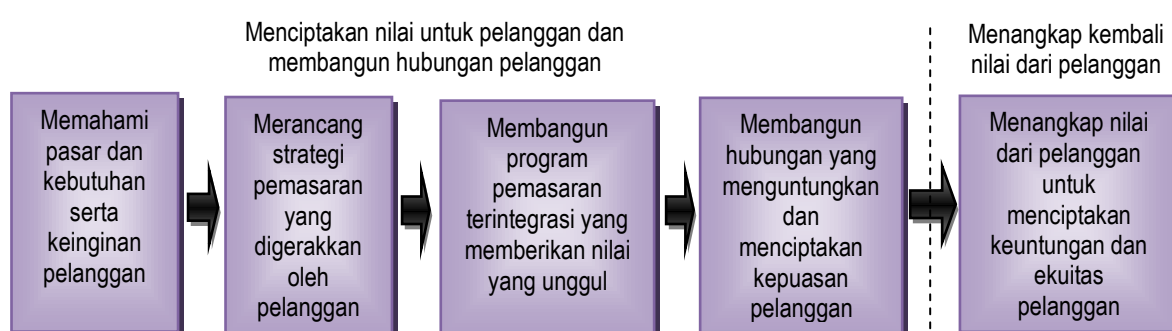 Menciptakan nilai untuk pelanggan dan
membangun hubungan pelanggan
Menangkap kembali
nilai dari pelanggan
Memahami
pasar dan
kebutuhan
serta
keinginan
pelanggan
Merancang
strategi
pemasaran
yang
digerakkan
oleh
pelanggan
Membangun
program
pemasaran
terintegrasi yang
memberikan nilai
yang unggul
Membangun
hubungan yang
menguntungkan
dan
menciptakan
kepuasan
pelanggan
Menangkap nilai
dari pelanggan
untuk
menciptakan
keuntungan dan
ekuitas
pelanggan